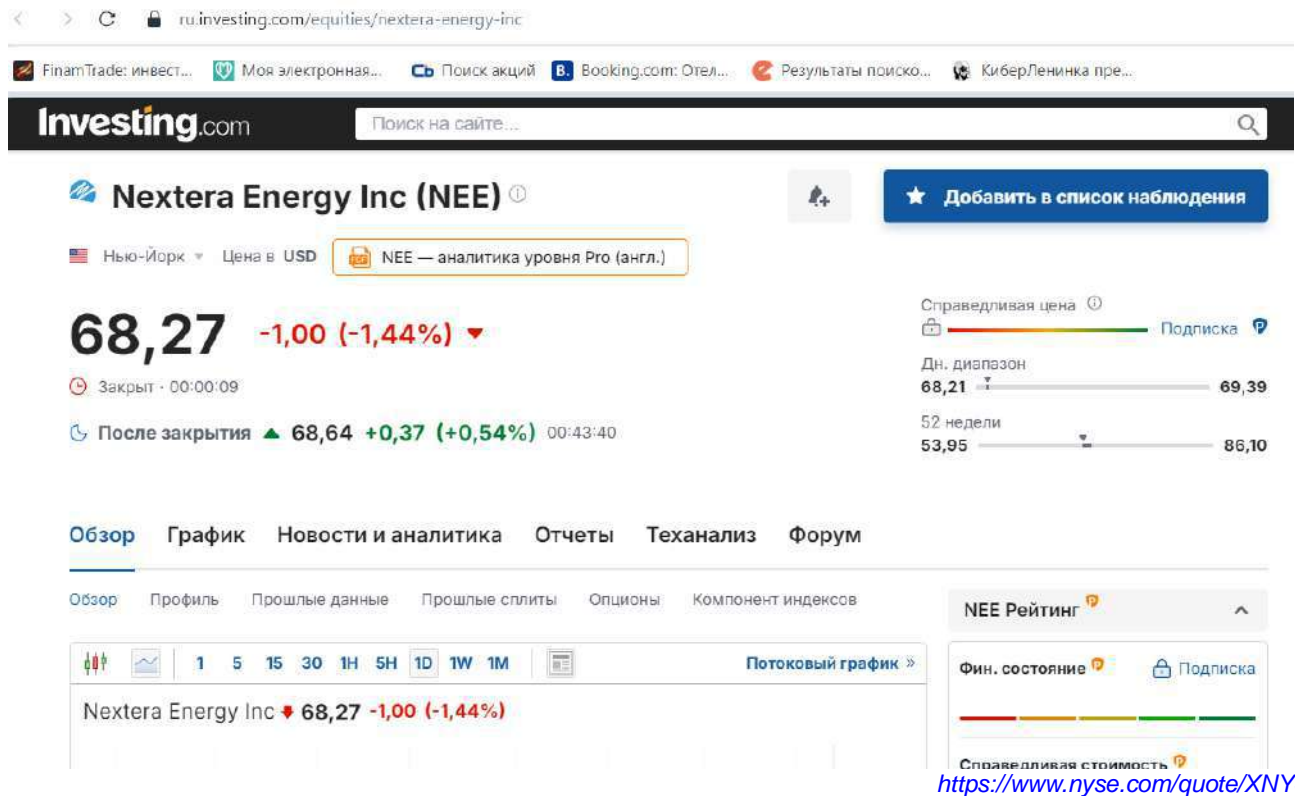 ru.investing.com/equities/nextera-energy-inc
FinamTrade: инвест... Моя электронная... Сb Поиск акций B. Booking.com: Отел... Результаты поиско... КиберЛенинка пре...
Investing.com Поиск на сайте...
Nextera Energy Inc (NEE)
Добавить в список наблюдения
Нью-Йорк Цена в USD NEE — аналитика уровня Pro (англ.)
68,27 -1,00 (-1,44%)
Закрыт · 00:00:09
После закрытия 68,64 +0,37 (+0,54%) 00:43:40
Справедливая цена
Подписка
Дн. диапазон
68,21 69,39
52 недели
53,95 86,10
Обзор График Новости и аналитика Отчеты Теханализ Форум
Обзор Профиль Прошлые данные Прошлые сплиты Опционы Компонент индексов
1 5 15 30 1H 5H 1D 1W 1M Потоковый график »
Nextera Energy Inc 68,27 -1,00 (-1,44%)
NEE Рейтинг
Фин. состояние Подписка
Справедливая стоимость
https://www.nyse.com/quote/XNY